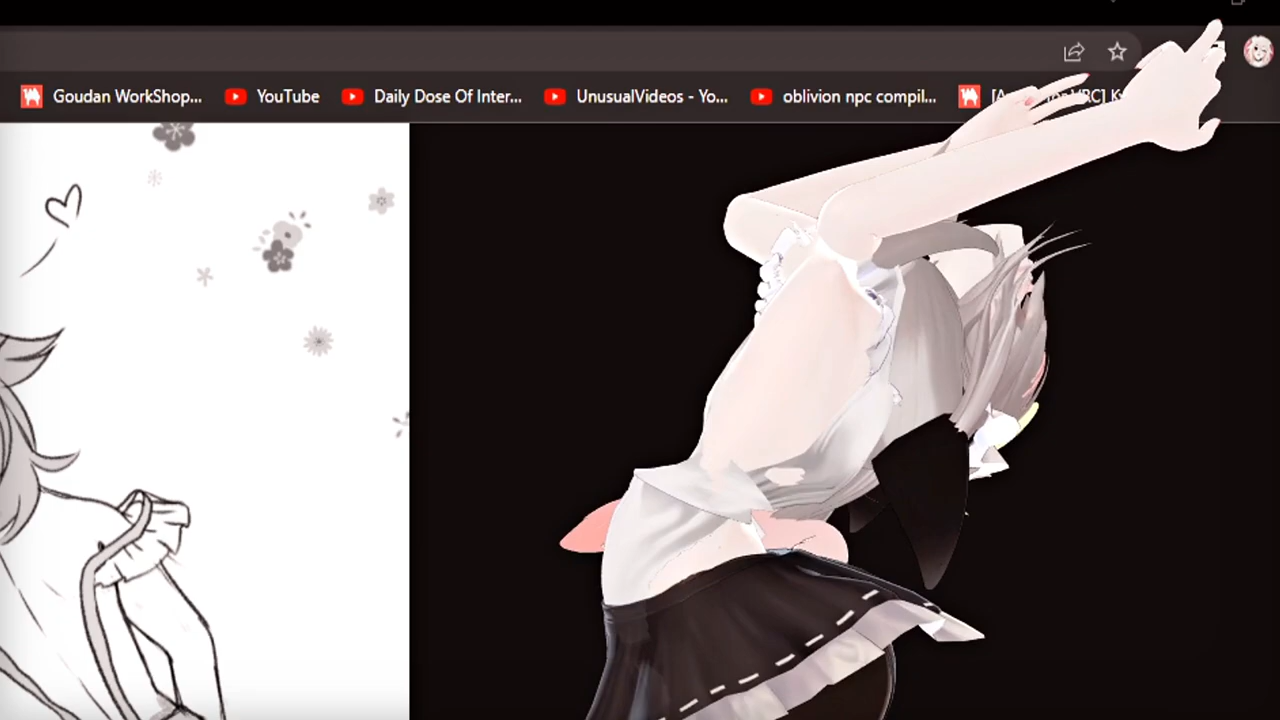 Goudan WorkShop...
YouTube
Daily Dose Of Inter...
UnusualVideos - Yo...
oblivion npc compil...